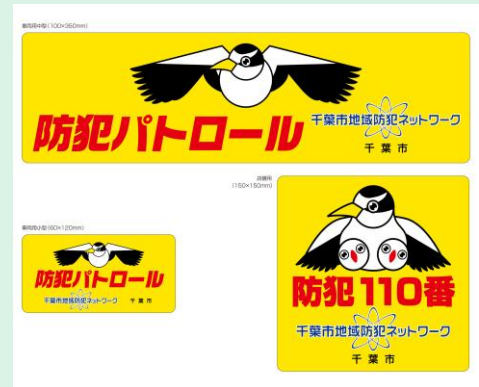 車両用中型(100×350mm)
防犯パトロール
千葉市地域防犯ネットワーク
千葉市
店舗用
(150×150mm)
車両用小型(60×120mm)
防犯パトロール
千葉市地域防犯ネットワーク 千葉市
防犯110番
千葉市地域防犯ネットワーク
千葉市